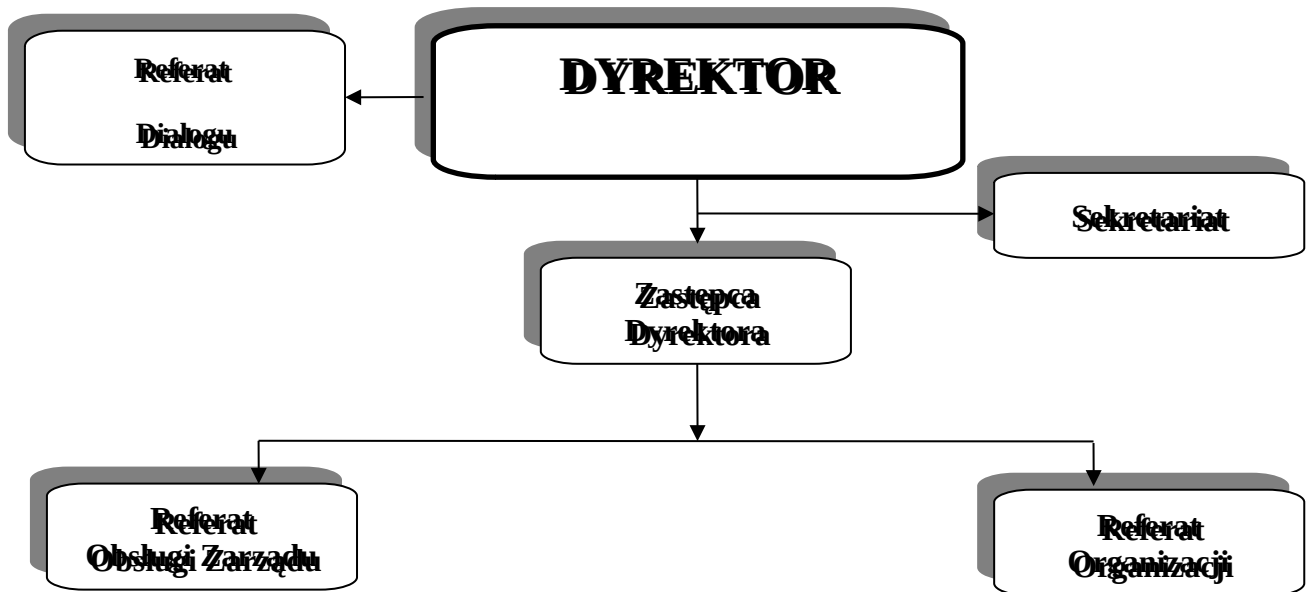 DYREKTOR
Referat
Dialogu
Sekretariat
Zastępca
Dyrektora
Referat
Obsługi Zarządu
Referat
Organizacji